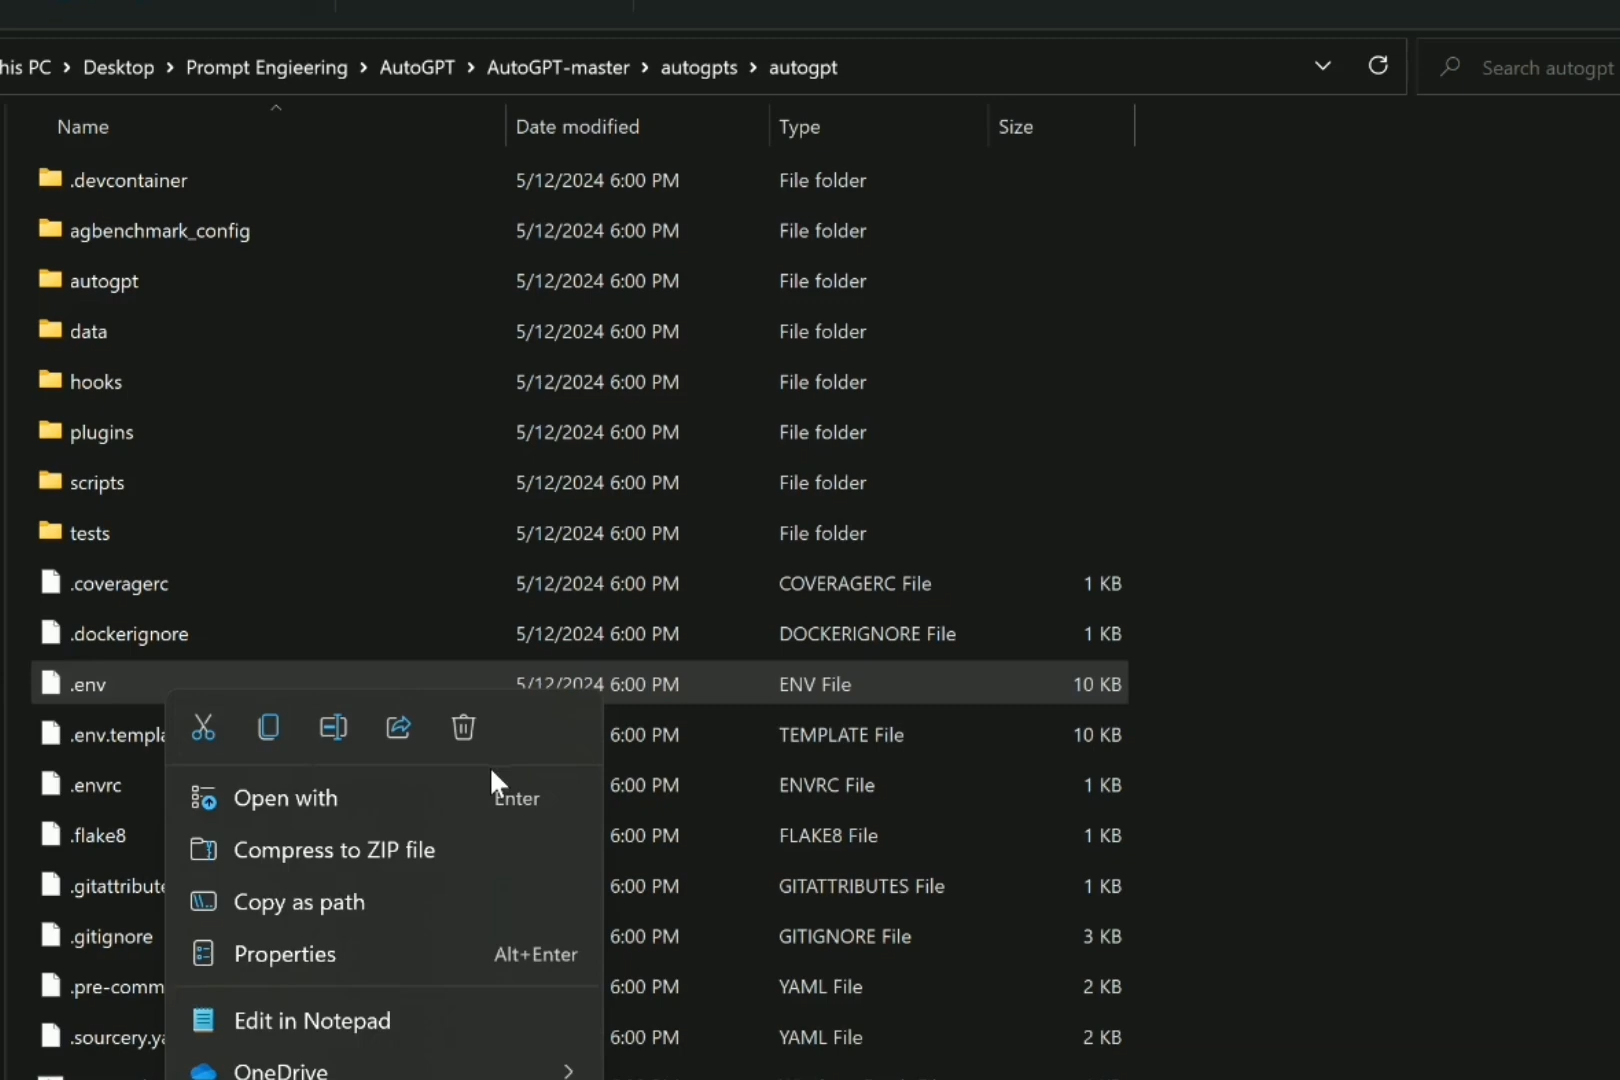 his PC > Desktop > Prompt Engieering > AutoGPT > AutoGPT-master > autogpts > autogpt
Search autogpt
Name Date modified Type Size
.devcontainer 5/12/2024 6:00 PM File folder
agbenchmark_config 5/12/2024 6:00 PM File folder
autogpt 5/12/2024 6:00 PM File folder
data 5/12/2024 6:00 PM File folder
hooks 5/12/2024 6:00 PM File folder
plugins 5/12/2024 6:00 PM File folder
scripts 5/12/2024 6:00 PM File folder
tests 5/12/2024 6:00 PM File folder
.coveragerc 5/12/2024 6:00 PM COVERAGERC File 1 KB
.dockerignore 5/12/2024 6:00 PM DOCKERIGNORE File 1 KB
.env 5/12/2024 6:00 PM ENV File 10 KB
.env.templa 6:00 PM TEMPLATE File 10 KB
.envrc 6:00 PM ENVRC File 1 KB
.flake8 6:00 PM FLAKE8 File 1 KB
.gitattribute 6:00 PM GITATTRIBUTES File 1 KB
.gitignore 6:00 PM GITIGNORE File 3 KB
.pre-comm 6:00 PM YAML File 2 KB
.sourcery.ya 6:00 PM YAML File 2 KB
Open with Enter
Compress to ZIP file
Copy as path
Properties Alt+Enter
Edit in Notepad
OneDrive